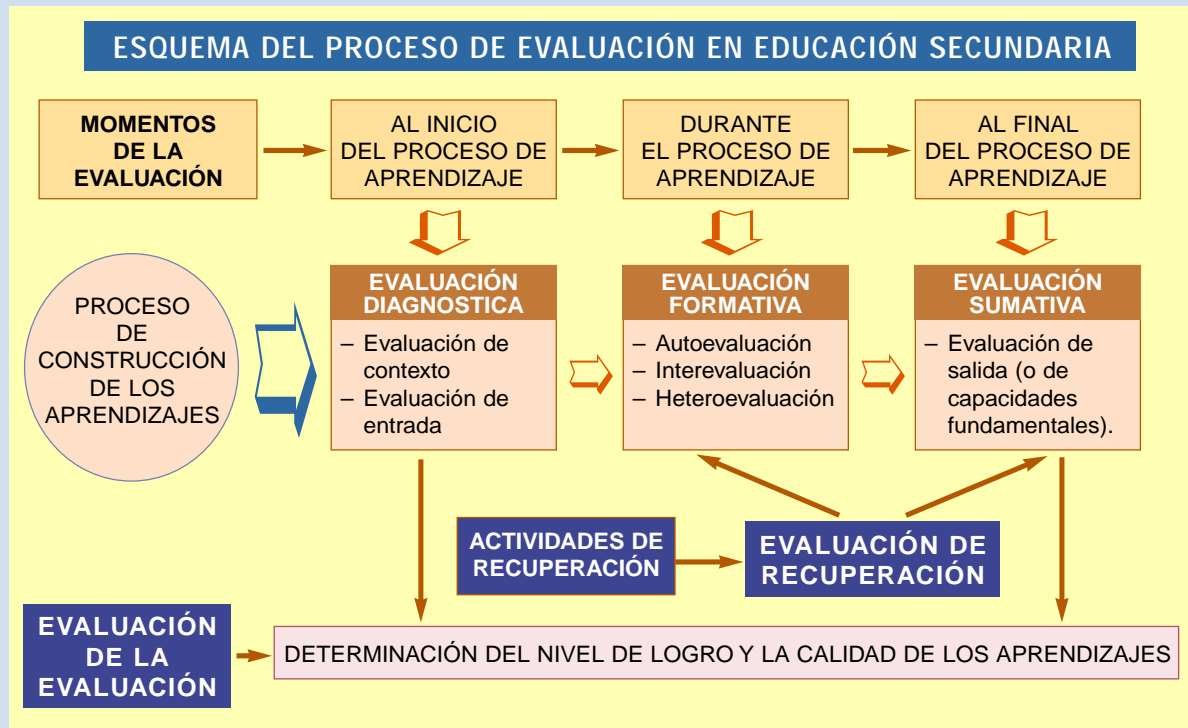 ESQUEMA DEL PROCESO DE EVALUACIÓN EN EDUCACIÓN SECUNDARIA
MOMENTOS
DE LA
EVALUACIÓN
AL INICIO
DEL PROCESO DE
APRENDIZAJE
DURANTE
EL PROCESO DE
APRENDIZAJE
AL FINAL
DEL PROCESO DE
APRENDIZAJE
PROCESO
DE
CONSTRUCCIÓN
DE LOS
APRENDIZAJES
EVALUACIÓN
DIAGNOSTICA
– Evaluación de
contexto
– Evaluación de
entrada
EVALUACIÓN
FORMATIVA
– Autoevaluación
– Interevaluación
– Heteroevaluación
EVALUACIÓN
SUMATIVA
– Evaluación de
salida (o de
capacidades
fundamentales).
ACTIVIDADES DE
RECUPERACIÓN
EVALUACIÓN DE
RECUPERACIÓN
EVALUACIÓN
DE LA
EVALUACIÓN
DETERMINACIÓN DEL NIVEL DE LOGRO Y LA CALIDAD DE LOS APRENDIZAJES